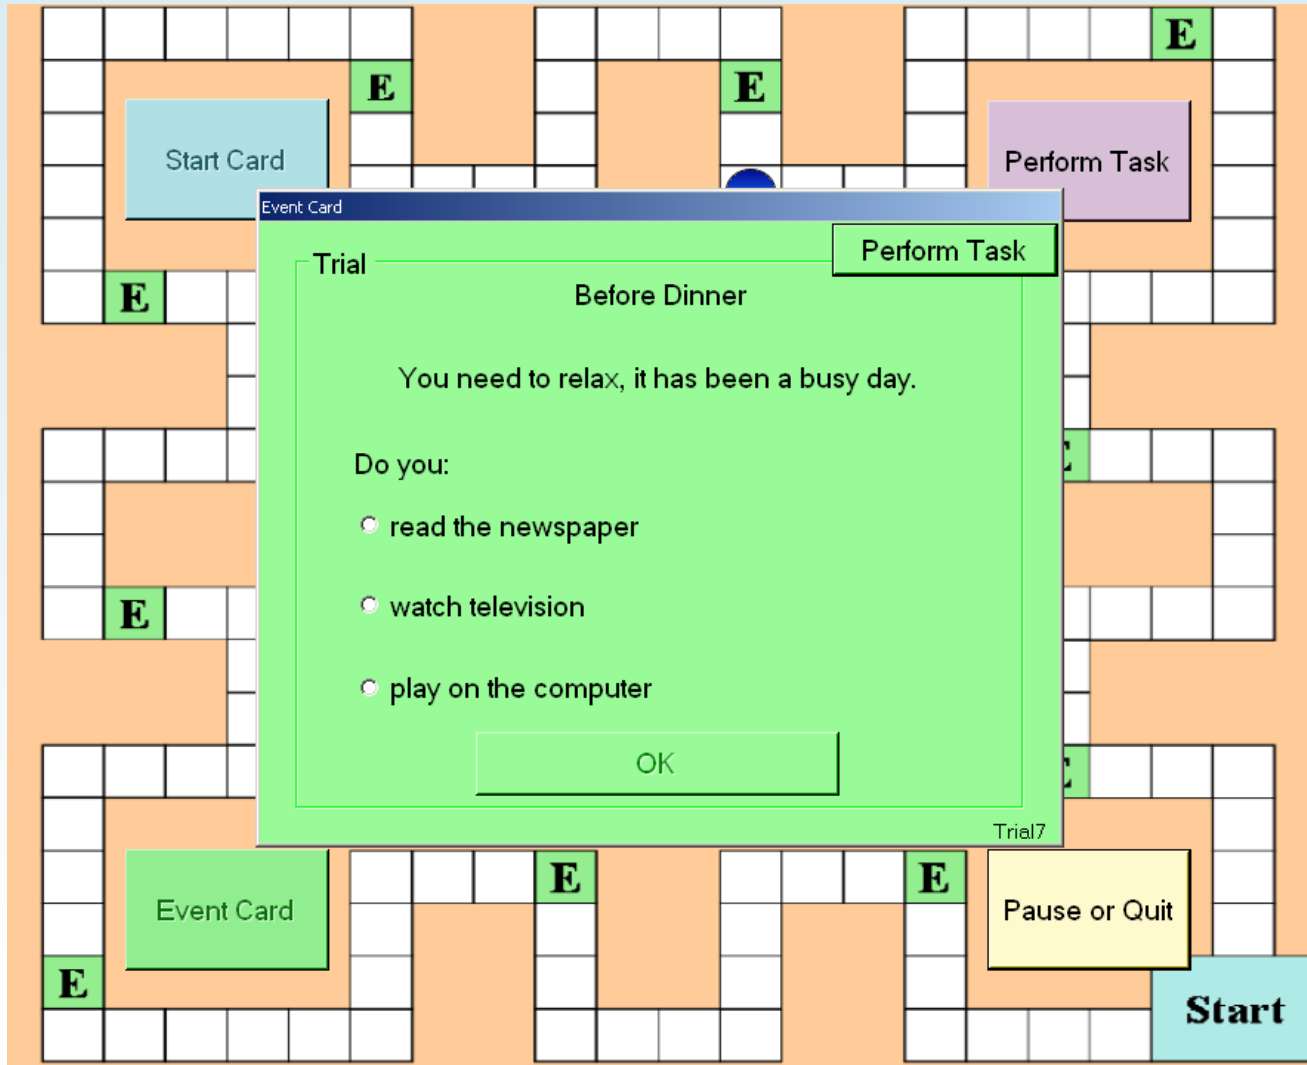 E
E
E
Start Card
Perform Task
Event Card
Perform Task
Trial
Before Dinner
E
You need to relax, it has been a busy day.
E
Do you:
read the newspaper
watch television
E
play on the computer
OK
E
Trial7
E
E
Event Card
Pause or Quit
E
Start